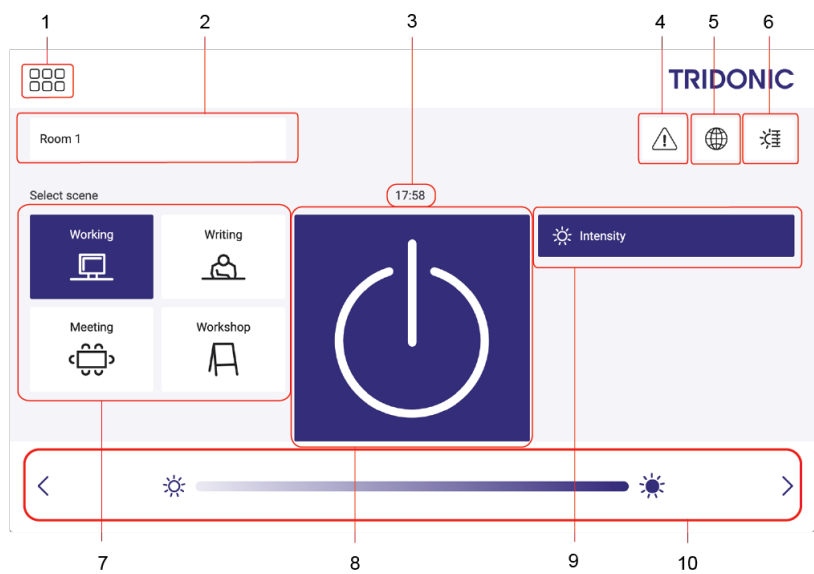 1 2 3 4 5 6
TRIDONIC
Room 1
Select scene
17:58
Working
Writing
Intensity
Meeting
Workshop
7 8 9 10